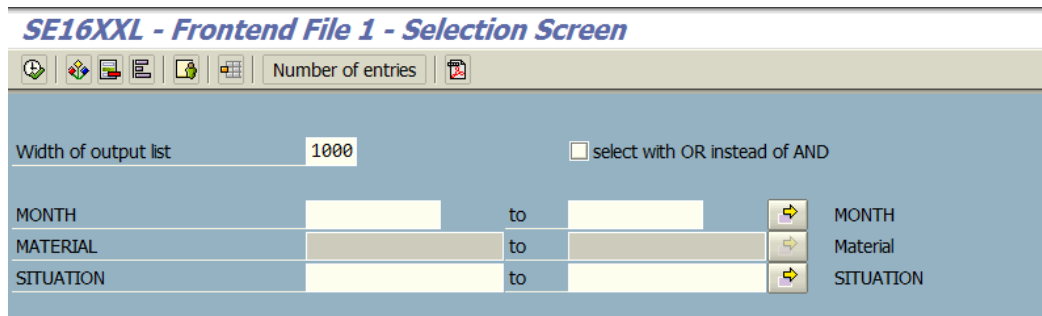 SE16XXL - Frontend File 1 - Selection Screen
Number of entries
Width of output list 1000 select with OR instead of AND
MONTH to MONTH
MATERIAL to Material
SITUATION to SITUATION